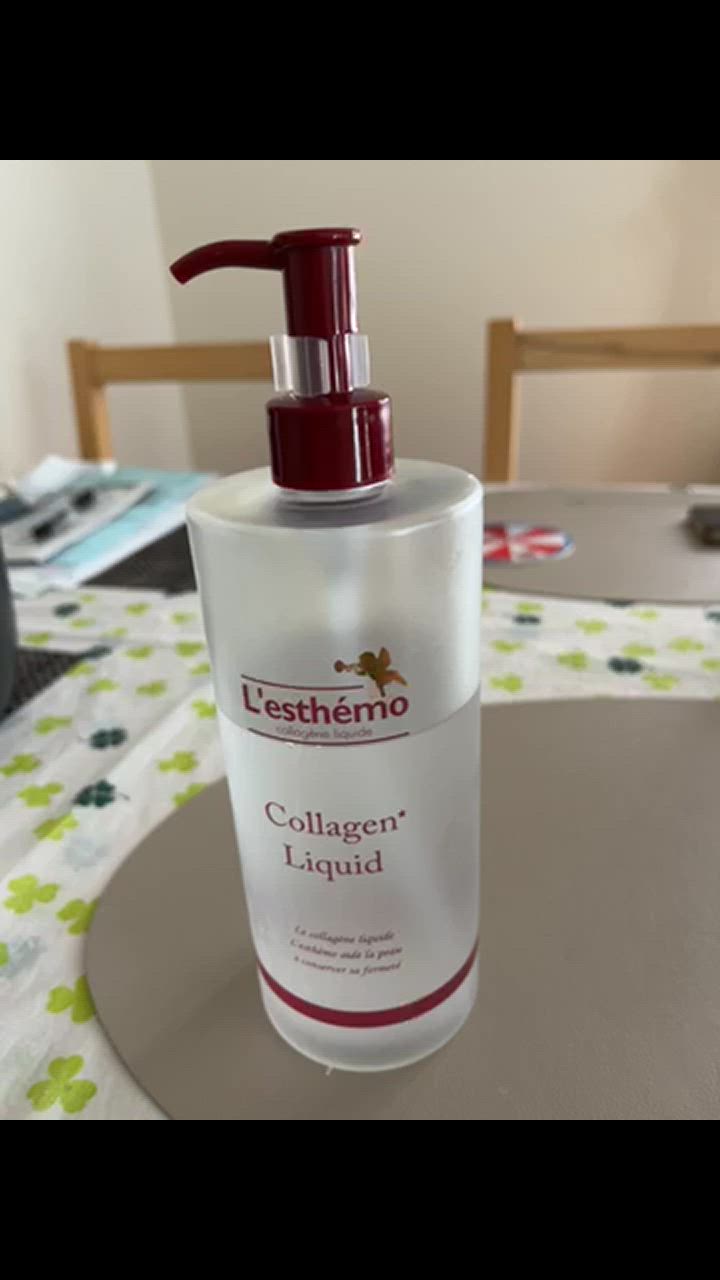 L'esthémo
collagène liquide
Collagen*
Liquid
Le collagène liquide
L'esthémo aide la peau
à conserver sa fermeté